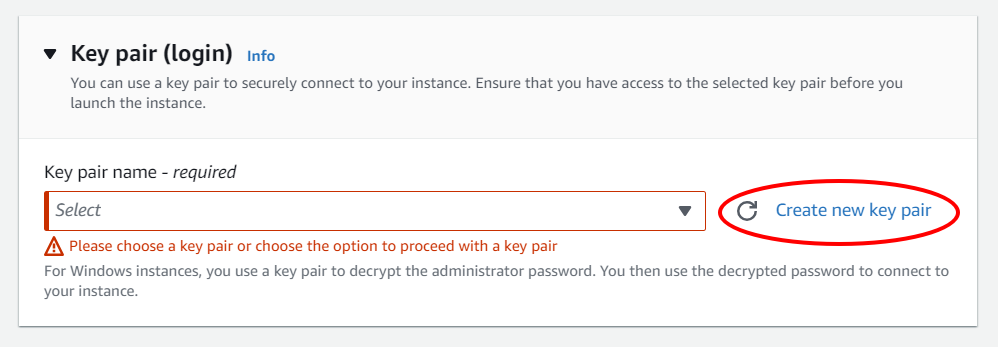 Key pair (login) Info
You can use a key pair to securely connect to your instance. Ensure that you have access to the selected key pair before you
launch the instance.
Key pair name - required
Select
Create new key pair
Please choose a key pair or choose the option to proceed with a key pair
For Windows instances, you use a key pair to decrypt the administrator password. You then use the decrypted password to connect to
your instance.